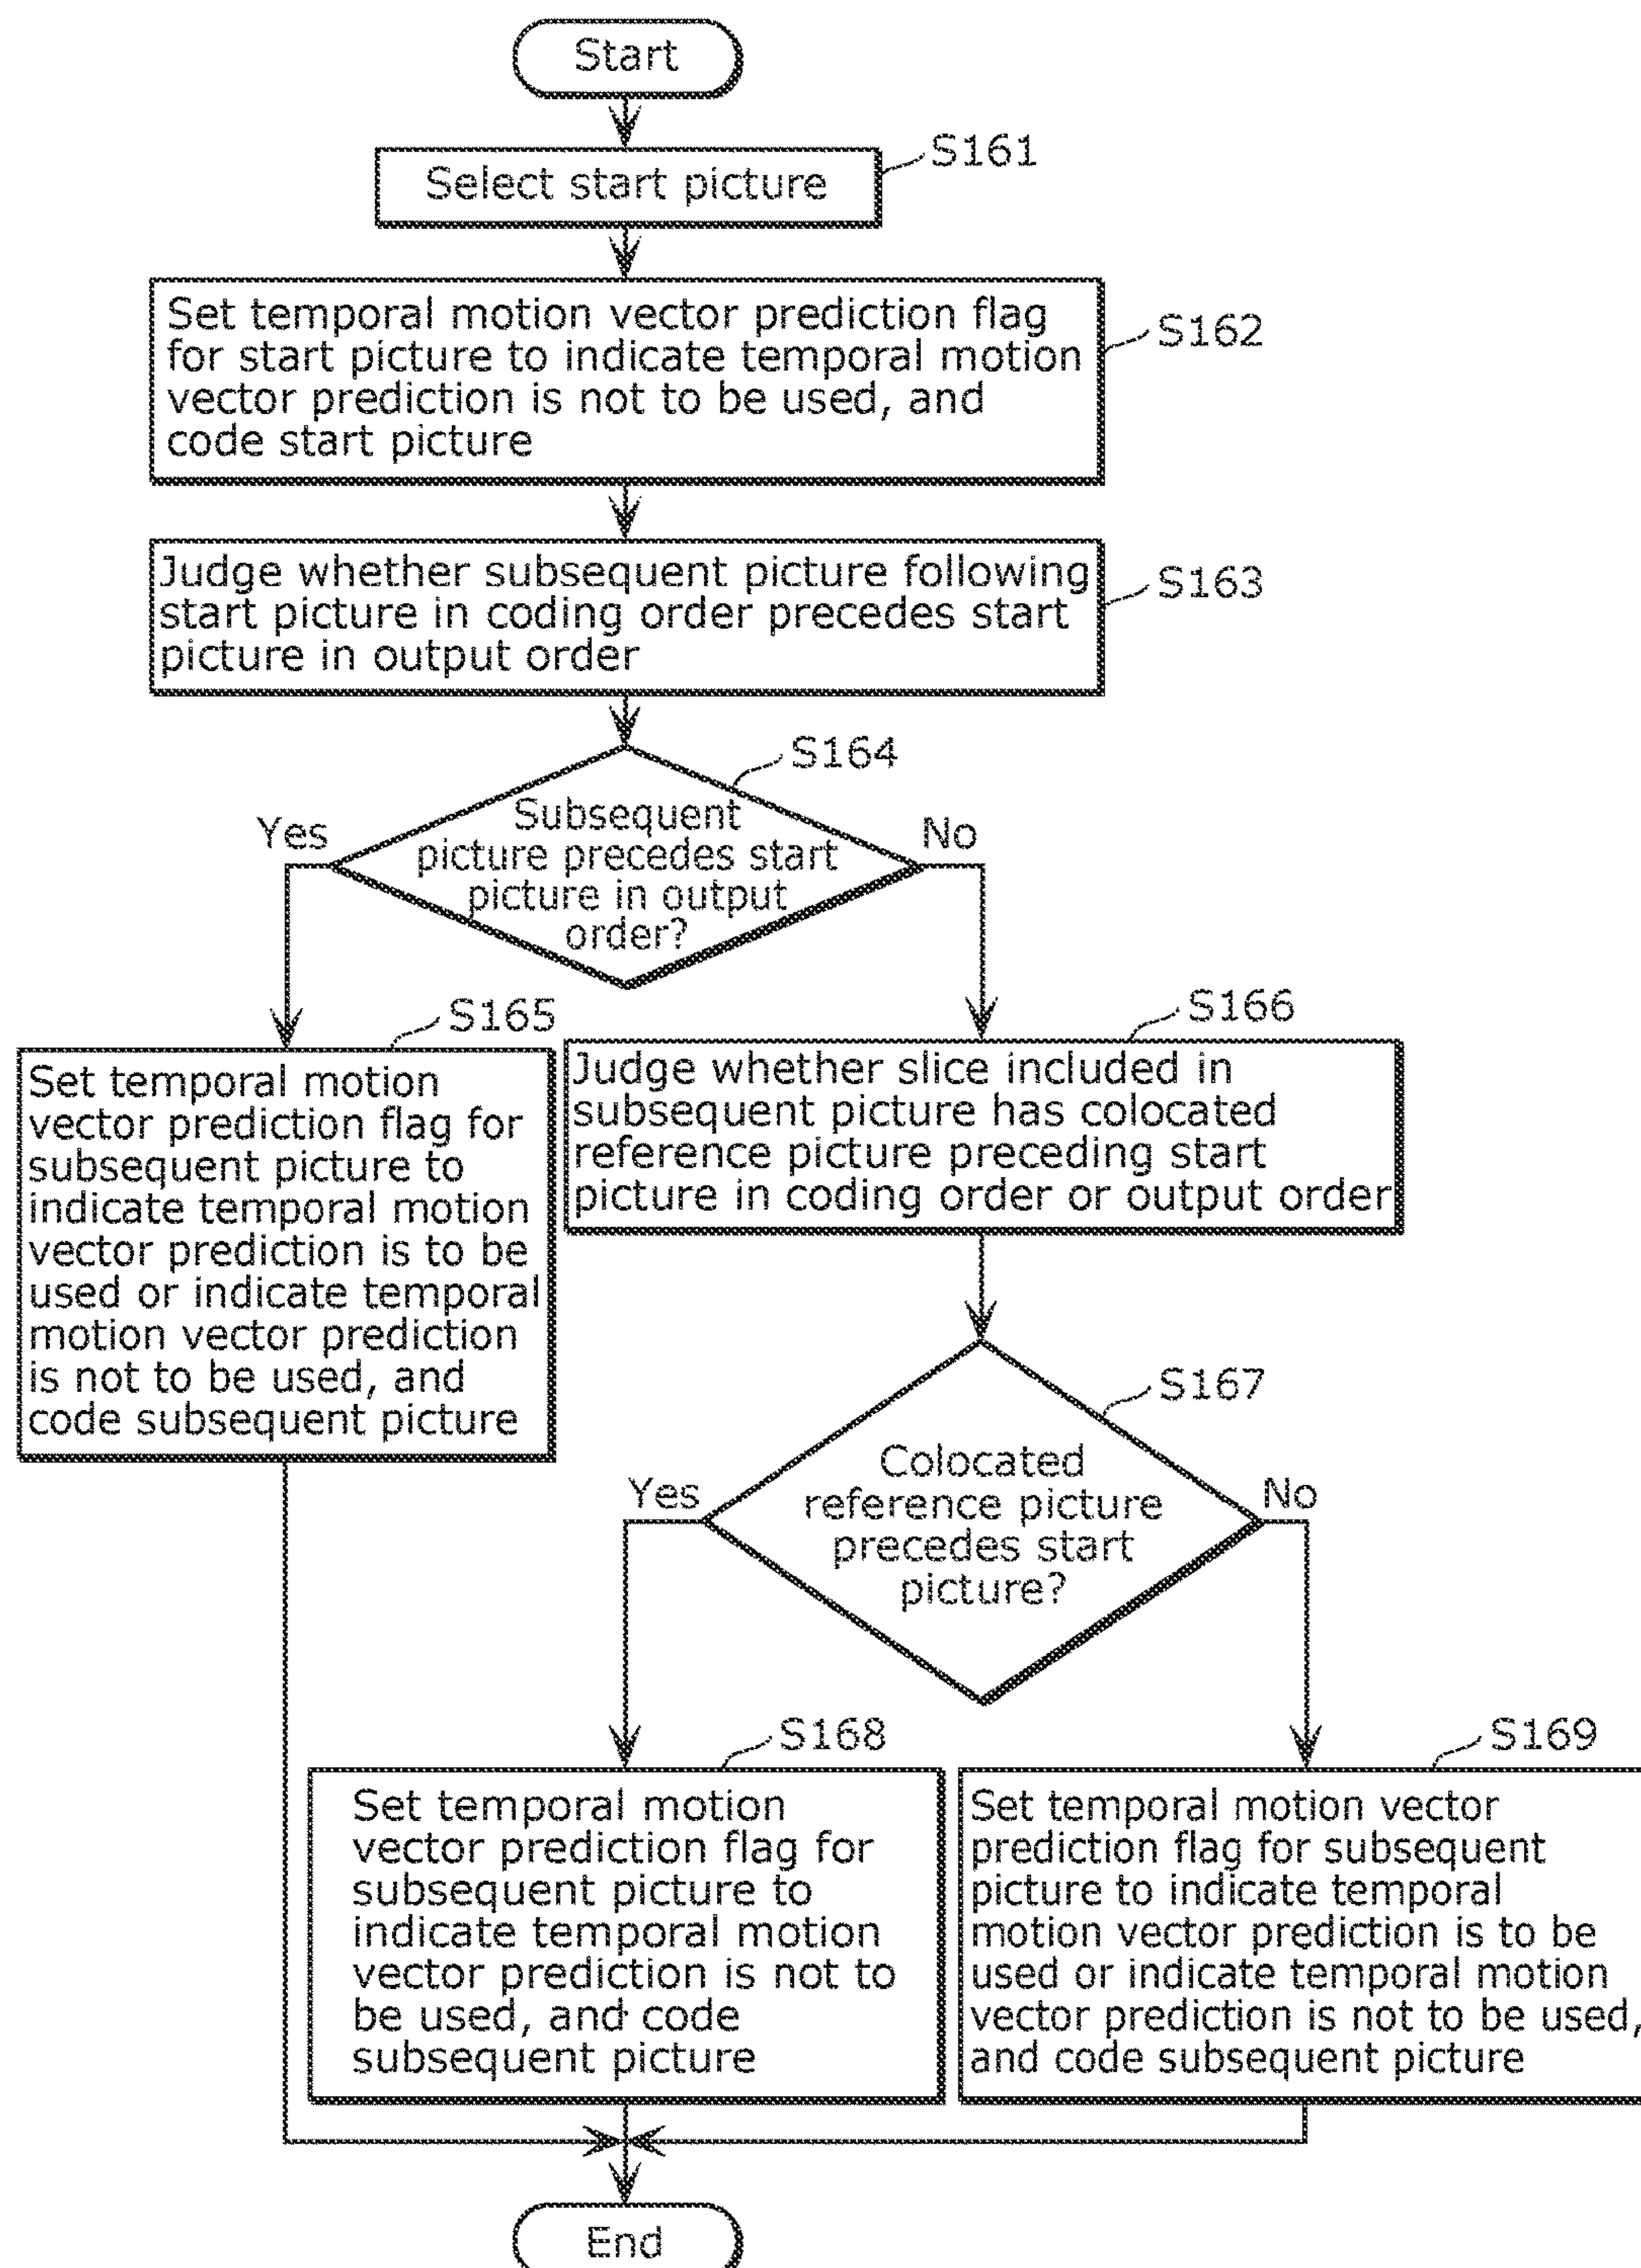 Start
S161
Select start picture
S162
Set temporal motion vector prediction flag
for start picture to indicate temporal motion
vector prediction is not to be used, and
code start picture
S163
Judge whether subsequent picture following
start picture in coding order precedes start
picture in output order
S164
Yes
No
Subsequent
picture precedes start
picture in output
order?
S165
Set temporal motion
vector prediction flag for
subsequent picture to
indicate temporal motion
vector prediction is to be
used or indicate temporal
motion vector prediction
is not to be used, and
code subsequent picture
S166
Judge whether slice included in
subsequent picture has colocated
reference picture preceding start
picture in coding order or output order
S167
Yes
No
Colocated
reference picture
precedes start
picture?
S168
Set temporal motion
vector prediction flag for
subsequent picture to
indicate temporal motion
vector prediction is not to
be used, and code
subsequent picture
S169
Set temporal motion vector
prediction flag for subsequent
picture to indicate temporal
motion vector prediction is to be
used or indicate temporal motion
vector prediction is not to be used,
and code subsequent picture
End